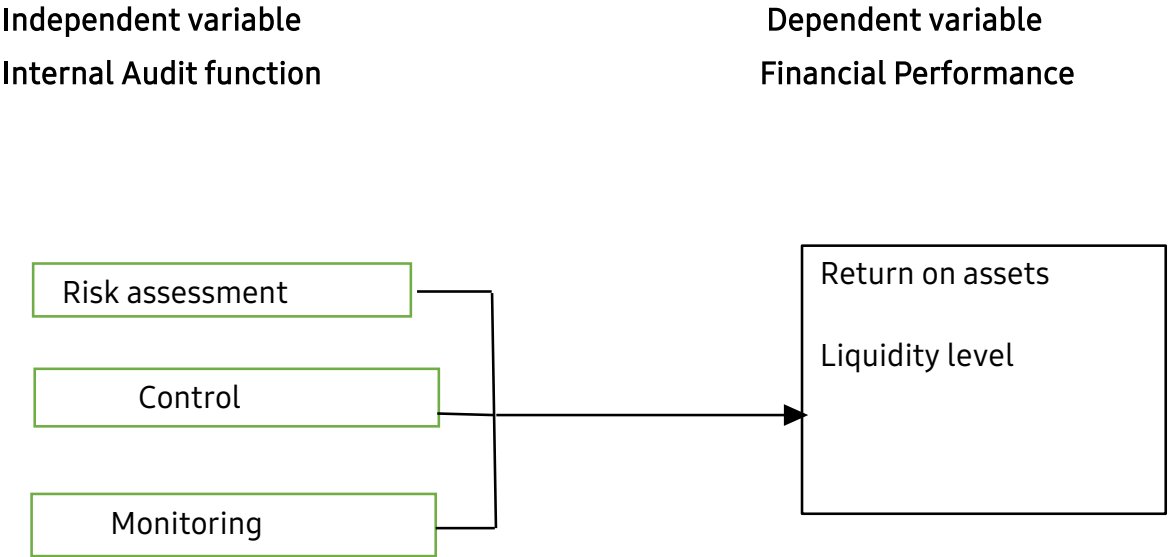 Independent variable
Dependent variable
Internal Audit function
Financial Performance
Risk assessment
Control
Monitoring
Return on assets
Liquidity level